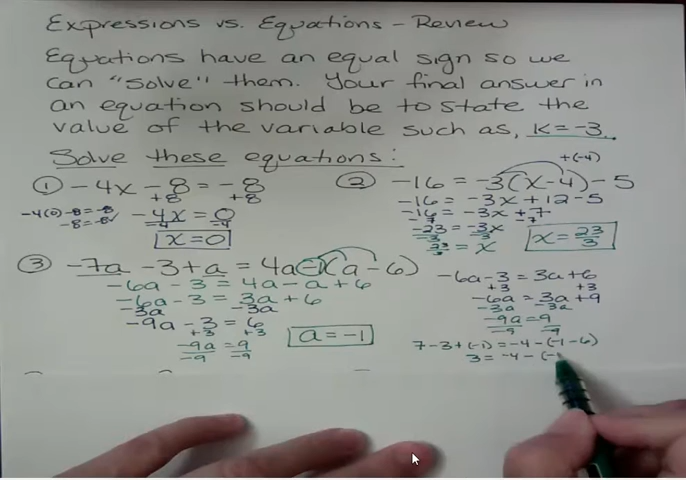 Expressions vs. Equations - Review
Equations have an equal sign so we
can "solve" them. Your final answer in
an equation should be to state the
value of the variable such as, k = -3.
Solve these equations:
① -4x - 8 = -8
+8 +8
-4x = 0
-4 -4
x = 0
-4(0) - 8 = -8
-8 = -8 ✓
② -16 = -3(x - 4) - 5
+(-4)
-16 = -3x + 12 - 5
-16 = -3x + 7
-7 -7
-23 = -3x
-3 -3
23/3 = x
x = 23/3
③ -7a - 3 + a = 4a - (a - 6)
-6a - 3 = 4a - a + 6
-6a - 3 = 3a + 6
-3a -3a
-9a - 3 = 6
+3 +3
-9a = 9
-9 -9
a = -1
-6a - 3 = 3a + 6
+3 +3
-6a = 3a + 9
-3a -3a
-9a = 9
-9 -9
7 - 3 + (-1) = -4 - (-1 - 6)
3 = -4 - (-